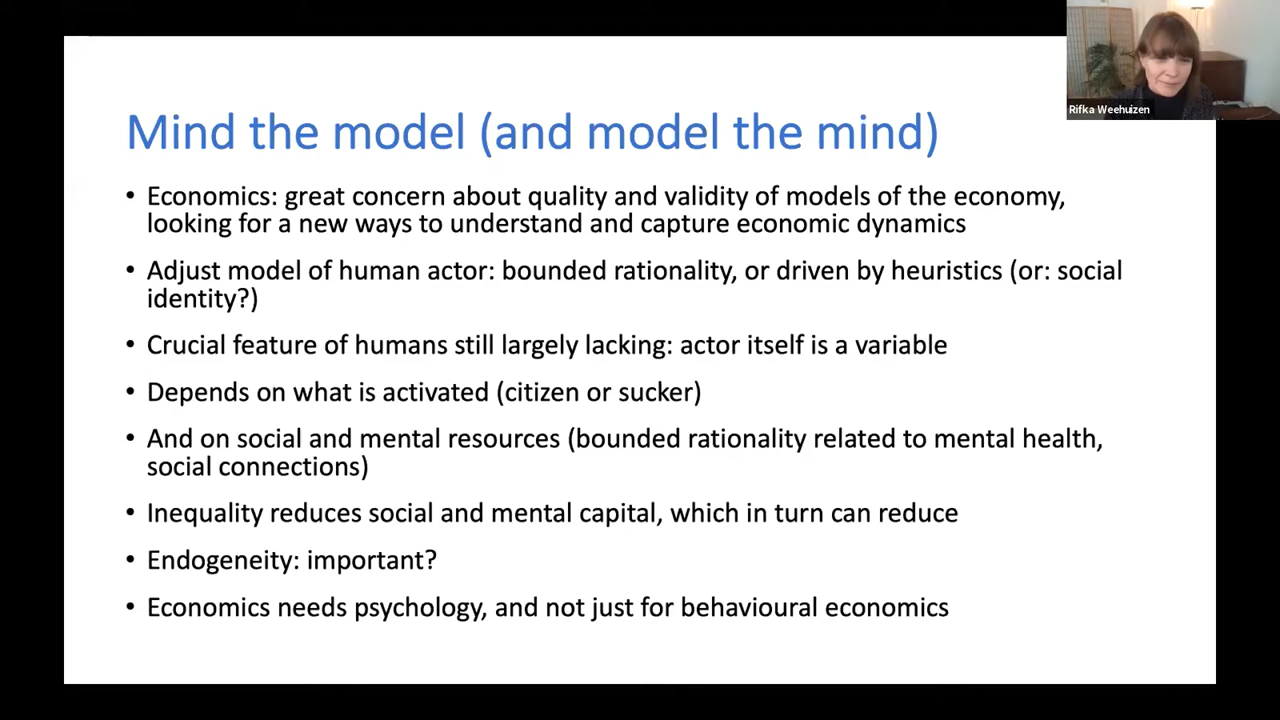 Rifka Weehuizen
Mind the model (and model the mind)
• Economics: great concern about quality and validity of models of the economy,
looking for a new ways to understand and capture economic dynamics
• Adjust model of human actor: bounded rationality, or driven by heuristics (or: social
identity?)
• Crucial feature of humans still largely lacking: actor itself is a variable
• Depends on what is activated (citizen or sucker)
• And on social and mental resources (bounded rationality related to mental health,
social connections)
• Inequality reduces social and mental capital, which in turn can reduce
• Endogeneity: important?
• Economics needs psychology, and not just for behavioural economics